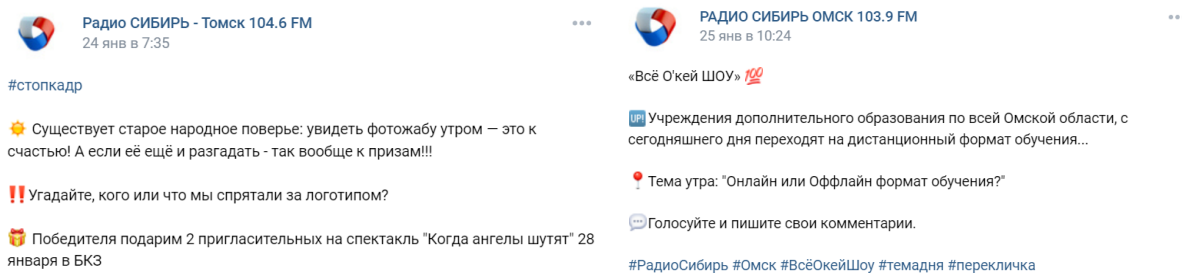 Радио СИБИРЬ - Томск 104.6 FM
24 янв в 7:35
#стопкадр
Существует старое народное поверье: увидеть фотожабу утром — это к
счастью! А если её ещё и разгадать - так вообще к призам!!!
‼Угадайте, кого или что мы спрятали за логотипом?
Победителя подарим 2 пригласительных на спектакль "Когда ангелы шутят" 28
января в БКЗ
РАДИО СИБИРЬ ОМСК 103.9 FM
25 янв в 10:24
«Всё О'кей ШОУ» 💯
🆙Учреждения дополнительного образования по всей Омской области, с
сегодняшнего дня переходят на дистанционный формат обучения...
Тема утра: "Онлайн или Оффлайн формат обучения?"
Голосуйте и пишите свои комментарии.
#РадиоСибирь #Омск #ВсёОкейШоу #темадня #перекличка